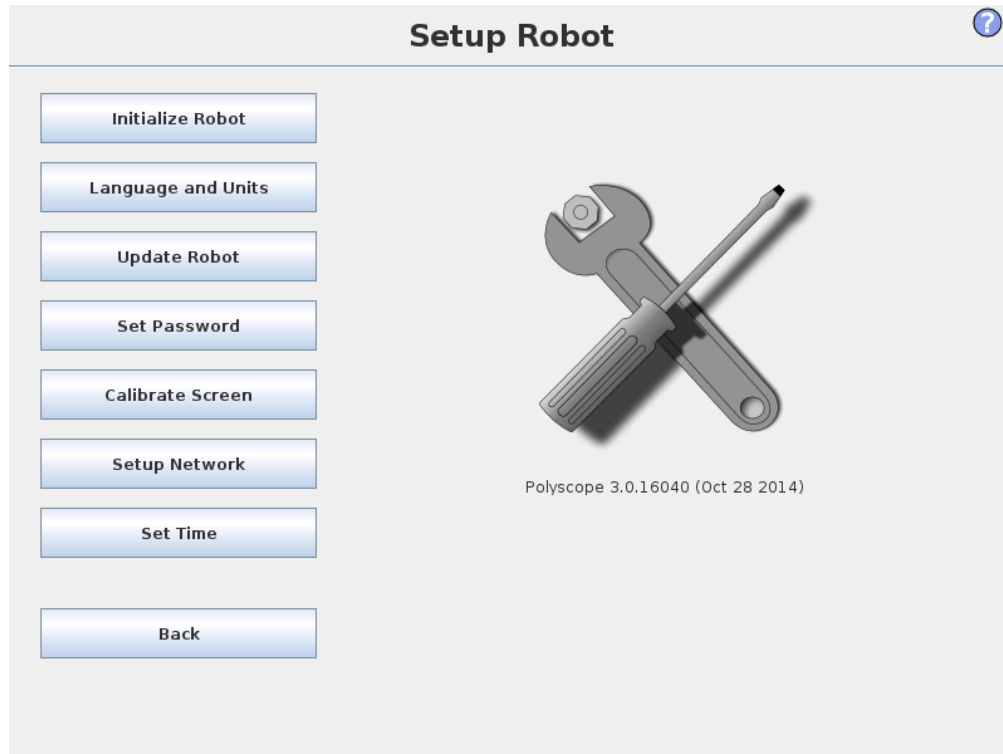 Setup Robot
?
Initialize Robot
Language and Units
Update Robot
Set Password
Calibrate Screen
Setup Network
Set Time
Back
Polyscope 3.0.16040 (Oct 28 2014)